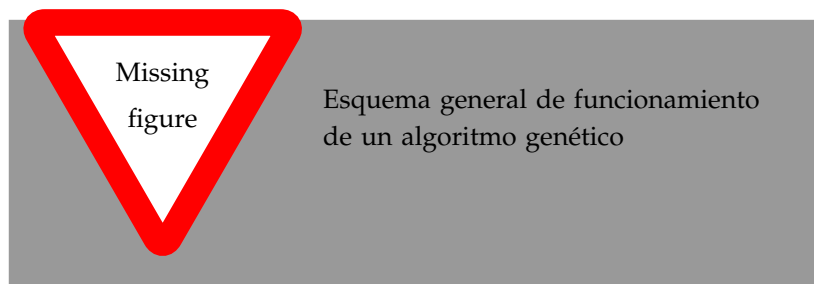 Missing
figure
Esquema general de funcionamiento
de un algoritmo genético